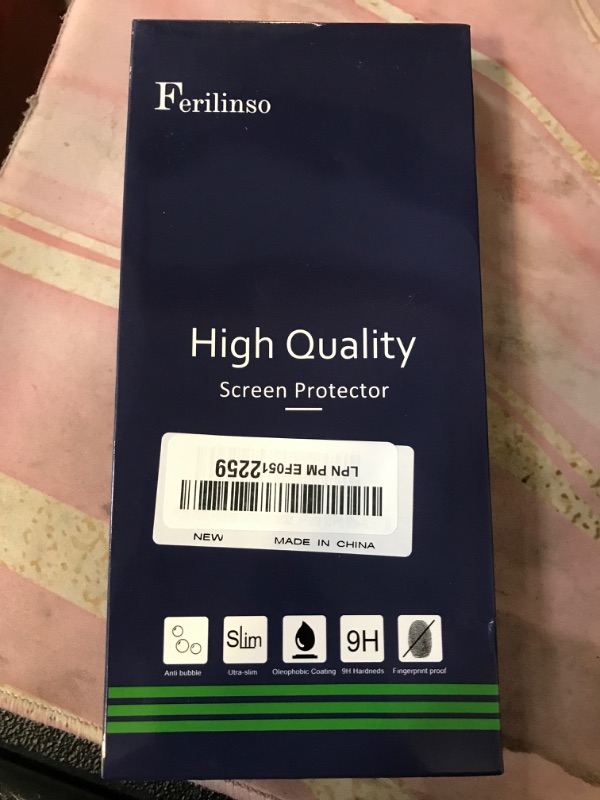 Ferilinso
High Quality
Screen Protector
LPN PM EF0512259
NEW MADE IN CHINA
Slim 9H
Anti bubble Utra-slim Oleophobic Coating 9H Hardneds Fingerprint proof